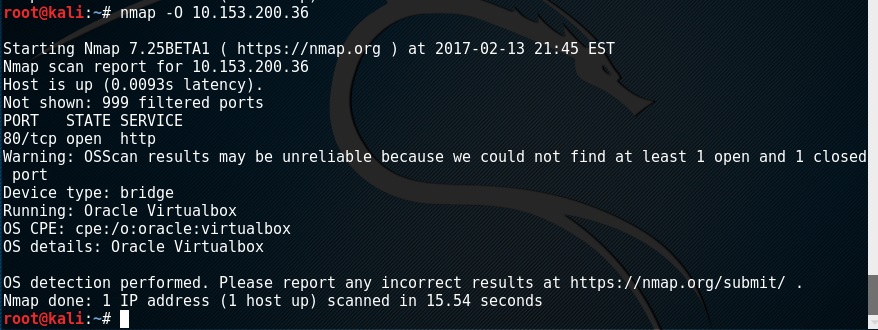 root@kali:~# nmap -O 10.153.200.36
Starting Nmap 7.25BETA1 ( https://nmap.org ) at 2017-02-13 21:45 EST
Nmap scan report for 10.153.200.36
Host is up (0.0093s latency).
Not shown: 999 filtered ports
PORT   STATE SERVICE
80/tcp open  http
Warning: OSScan results may be unreliable because we could not find at least 1 open and 1 closed
 port
Device type: bridge
Running: Oracle Virtualbox
OS CPE: cpe:/o:oracle:virtualbox
OS details: Oracle Virtualbox
OS detection performed. Please report any incorrect results at https://nmap.org/submit/ .
Nmap done: 1 IP address (1 host up) scanned in 15.54 seconds
root@kali:~#